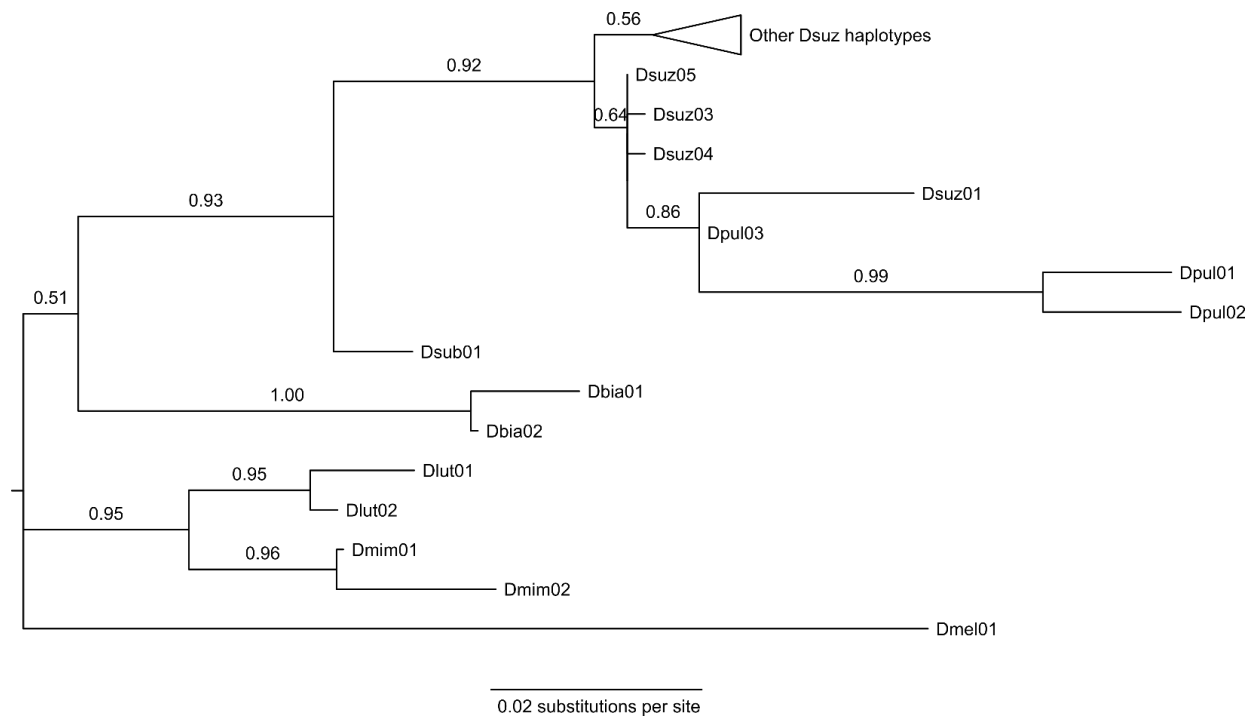 0.56
Other Dsuz haplotypes
0.92
Dsuz05
0.64
Dsuz03
Dsuz04
0.93
Dsuz01
0.86
Dpul03
0.99
Dpul01
0.51
Dpul02
Dsub01
1.00
Dbia01
Dbia02
0.95
Dlut01
Dlut02
0.95
0.96
Dmim01
Dmim02
Dmel01
0.02 substitutions per site